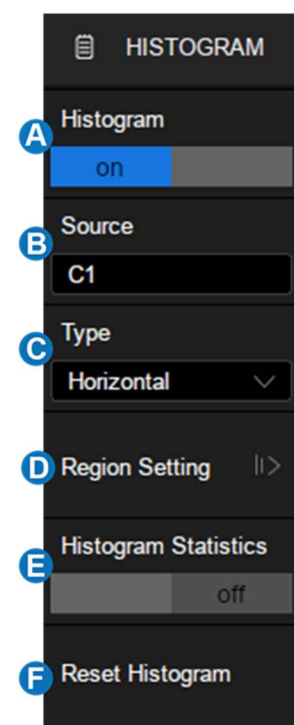 HISTOGRAM
A
Histogram
on
B
Source
C1
C
Type
Horizontal
D
Region Setting
E
Histogram Statistics
off
F
Reset Histogram